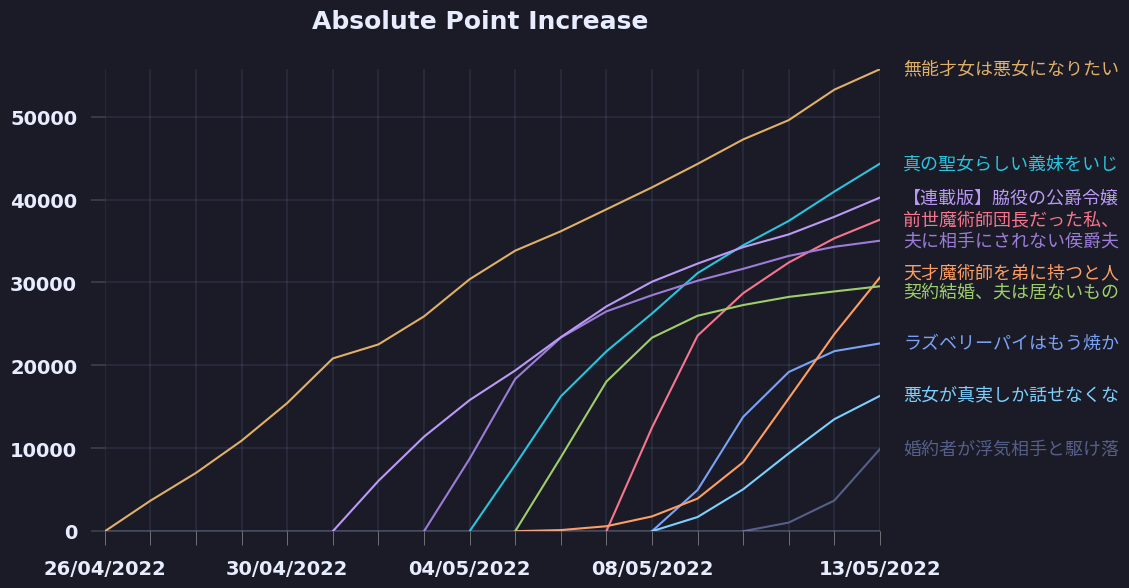 Absolute Point Increase
50000
40000
30000
20000
10000
0
26/04/2022
30/04/2022
04/05/2022
08/05/2022
13/05/2022
無能才女は悪女になりたい
真の聖女らしい義妹をいじ
【連載版】脇役の公爵令嬢
前世魔術師団長だった私、
夫に相手にされない侯爵夫
天才魔術師を弟に持つと人
契約結婚、夫は居ないもの
ラズベリーパイはもう焼か
悪女が真実しか話せなくな
婚約者が浮気相手と駆け落